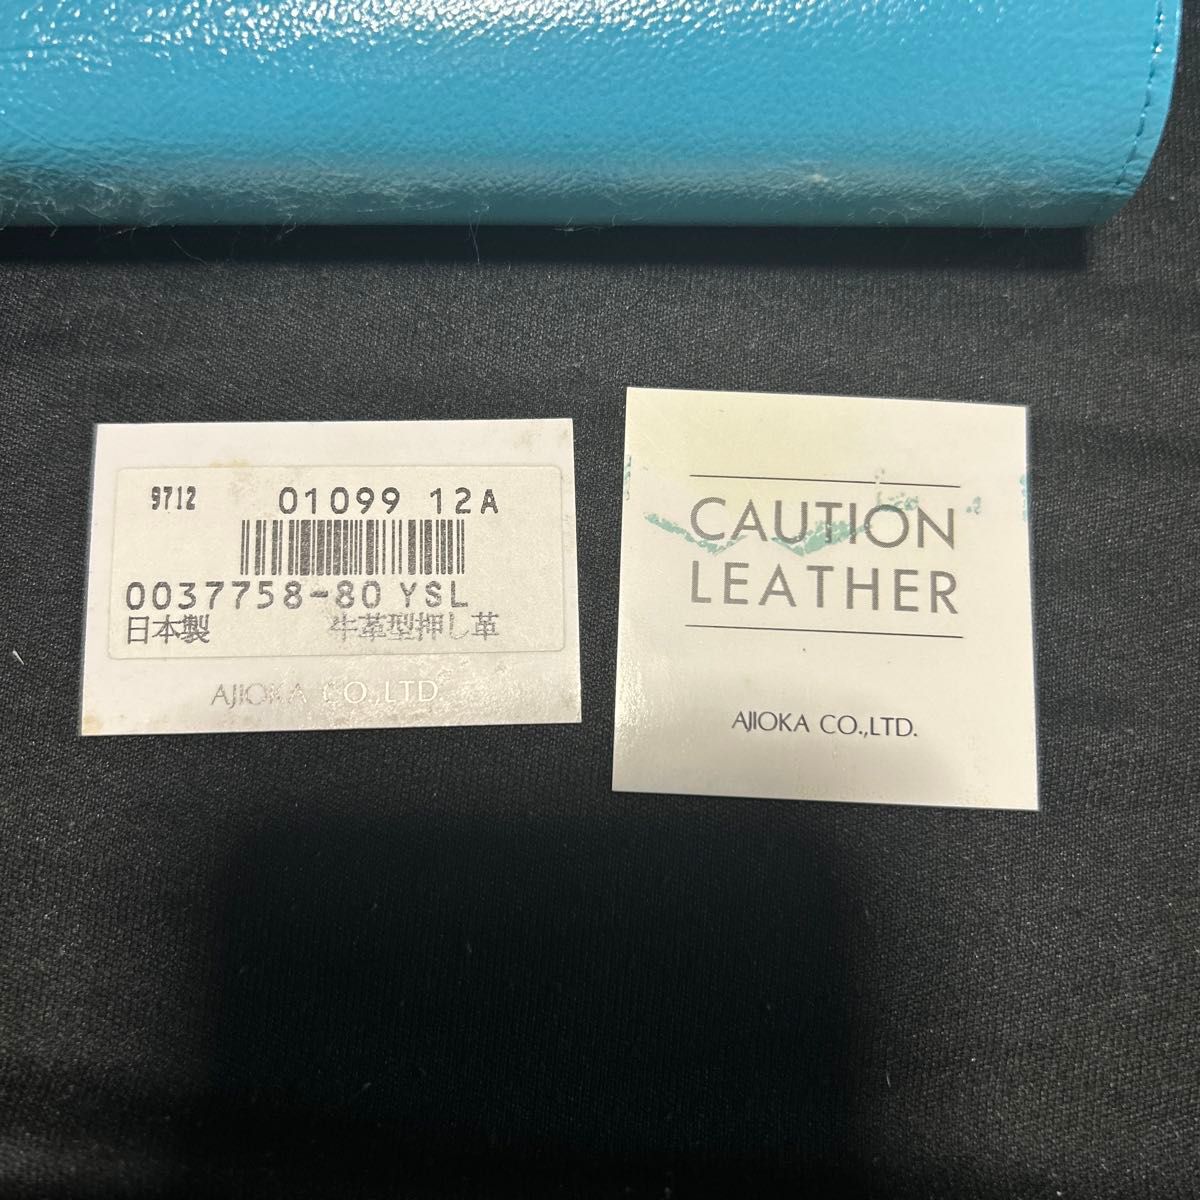 9712 01099 12A
0037758-80 YSL
日本製 牛革型押し革
AJIOKA CO.,LTD.
CAUTION
LEATHER
AJIOKA CO.,LTD.